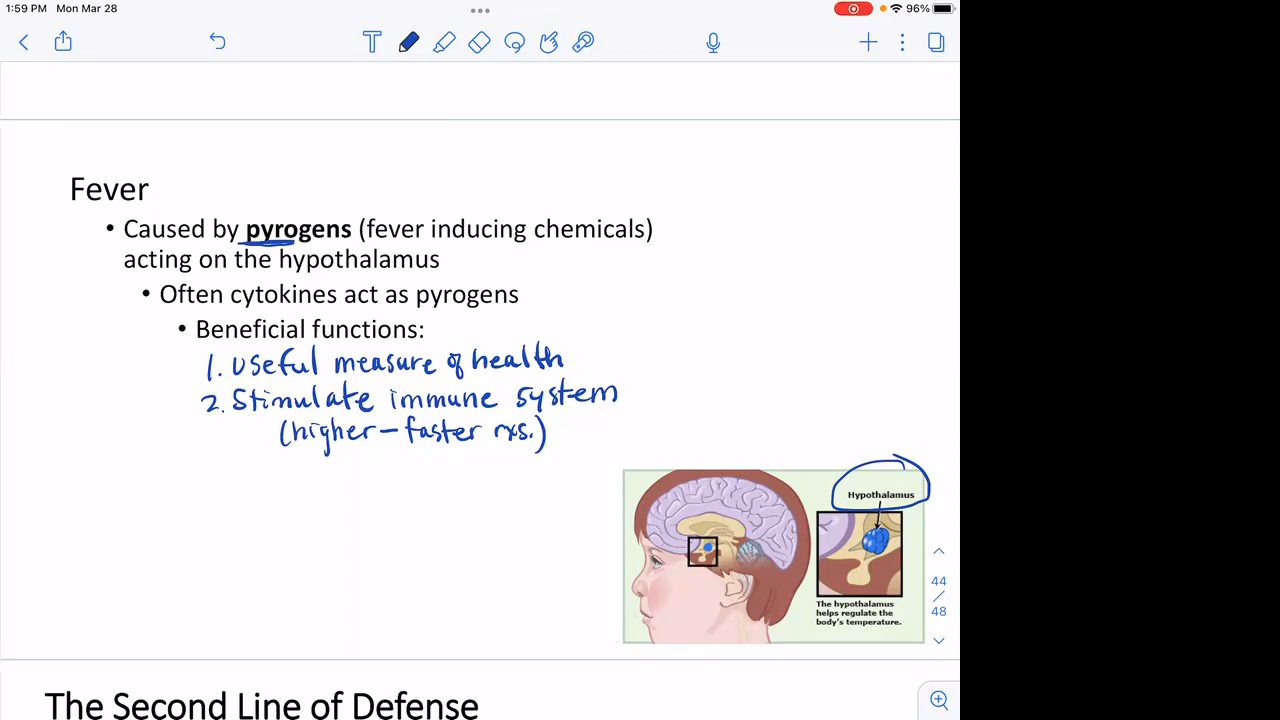 1:59 PM Mon Mar 28
96%
T
Fever
• Caused by pyrogens (fever inducing chemicals)
acting on the hypothalamus
• Often cytokines act as pyrogens
• Beneficial functions:
1. Useful measure of health
2. Stimulate immune system
(higher – faster rxs.)
Hypothalamus
The hypothalamus
helps regulate the
body's temperature.
44
/
48
The Second Line of Defense